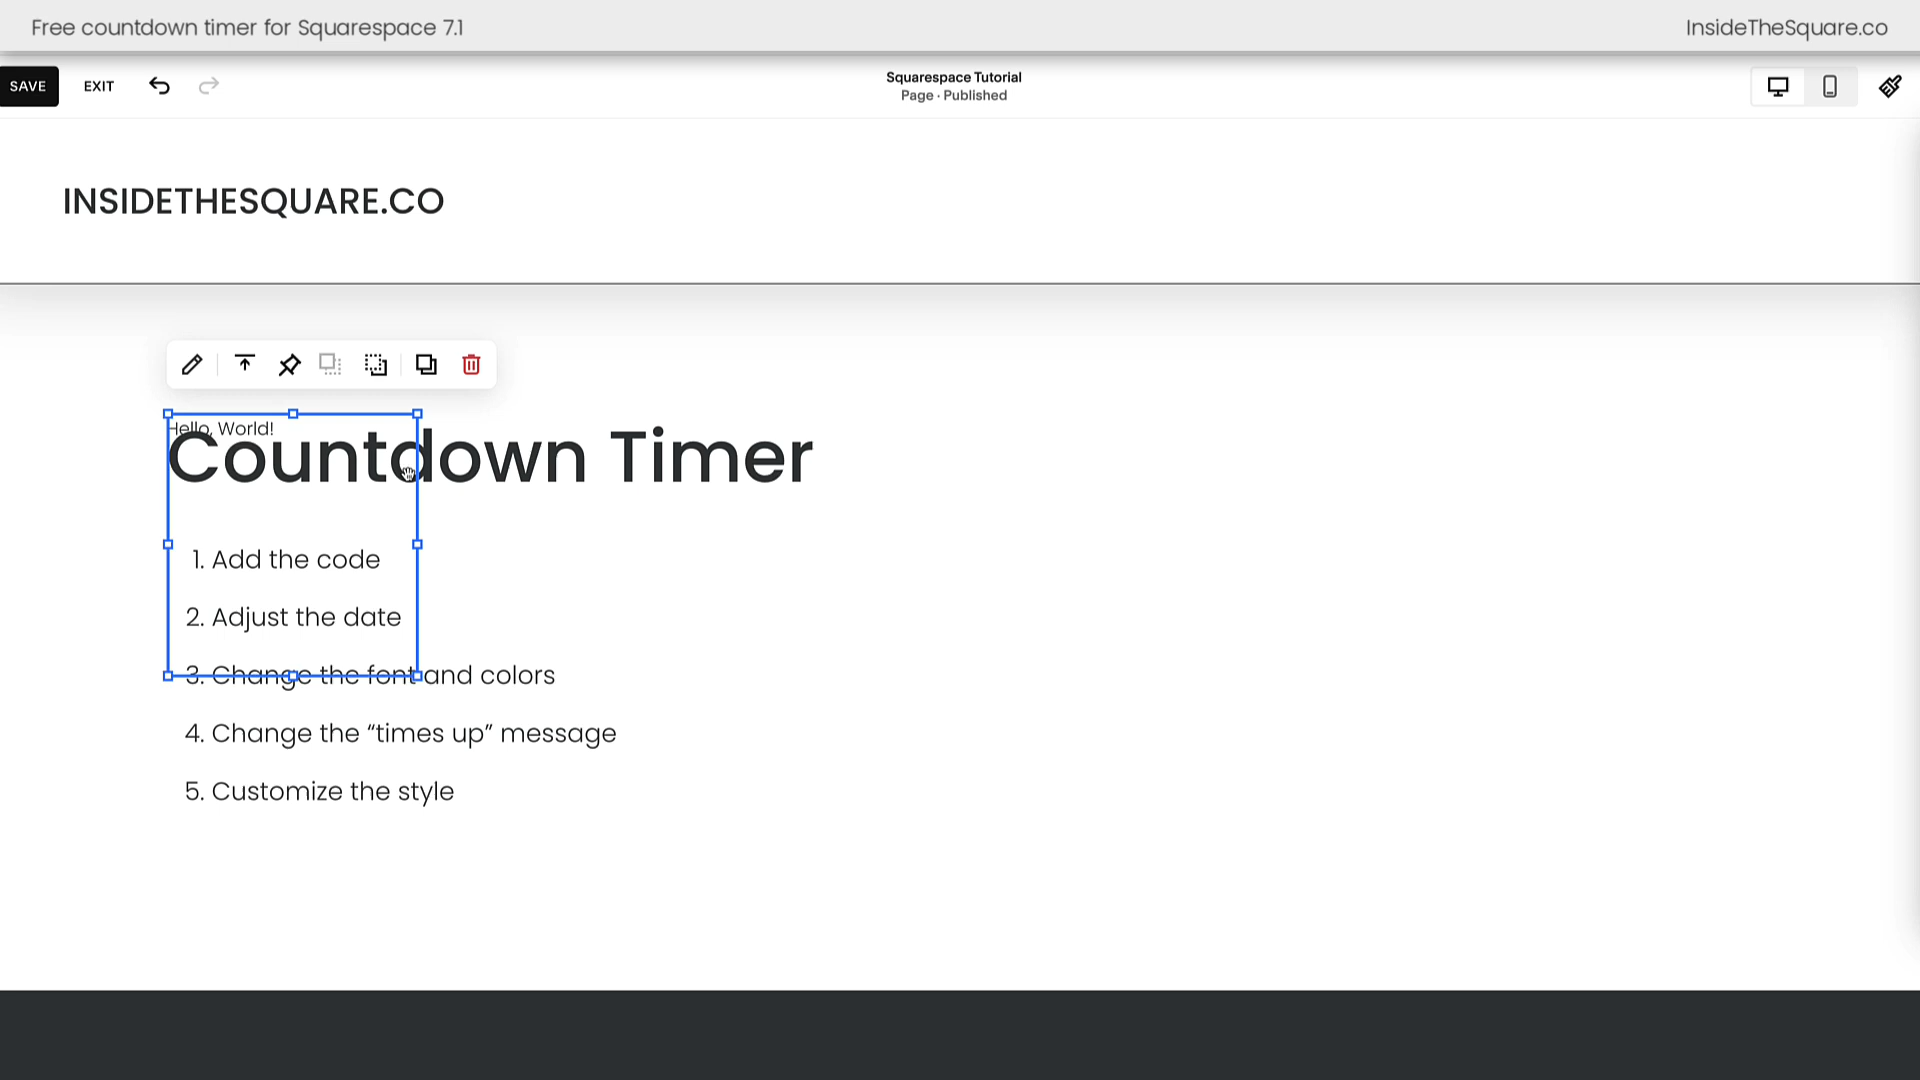 Free countdown timer for Squarespace 7.1
InsideTheSquare.co
SAVE
EXIT
Squarespace Tutorial
Page · Published
INSIDETHESQUARE.CO
Hello, World!
Countdown Timer
1. Add the code
2. Adjust the date
3. Change the font and colors
4. Change the “times up” message
5. Customize the style